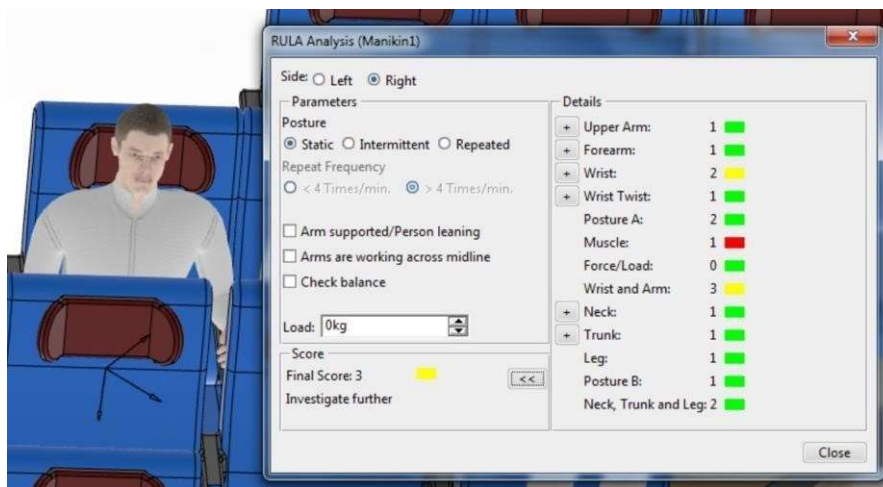 RULA Analysis (Manikin1)
Side: Left Right
Parameters
Posture
Static Intermittent Repeated
Repeat Frequency
< 4 Times/min. > 4 Times/min.
Arm supported/Person leaning
Arms are working across midline
Check balance
Load: 0kg
Score
Final Score: 3
<<
Investigate further
Details
+ Upper Arm: 1
+ Forearm: 1
+ Wrist: 2
+ Wrist Twist: 1
Posture A: 2
Muscle: 1
Force/Load: 0
Wrist and Arm: 3
+ Neck: 1
+ Trunk: 1
Leg: 1
Posture B: 1
Neck, Trunk and Leg: 2
Close